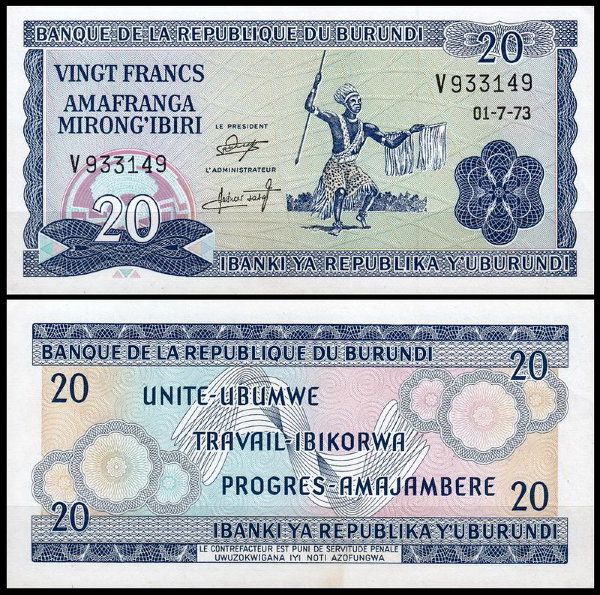 BANQUE DE LA REPUBLIQUE DU BURUNDI
20
VINGT FRANCS
V933149
AMAFRANGA
MIRONG'IBIRI
01-7-73
LE PRESIDENT
V933149
L'ADMINISTRATEUR
20
IBANKI YA REPUBLIKA Y'UBURUNDI
BANQUE DE LA REPUBLIQUE DU BURUNDI
20
20
UNITE-UBUMWE
TRAVAIL-IBIKORWA
PROGRES-AMAJAMBERE
20
20
IBANKI YA REPUBLIKA Y'UBURUNDI
LE CONTREFACTEUR EST PUNI DE SERVITUDE PENALE
UWUZOKWIGANA IYI NOTI AZOFUNGWA